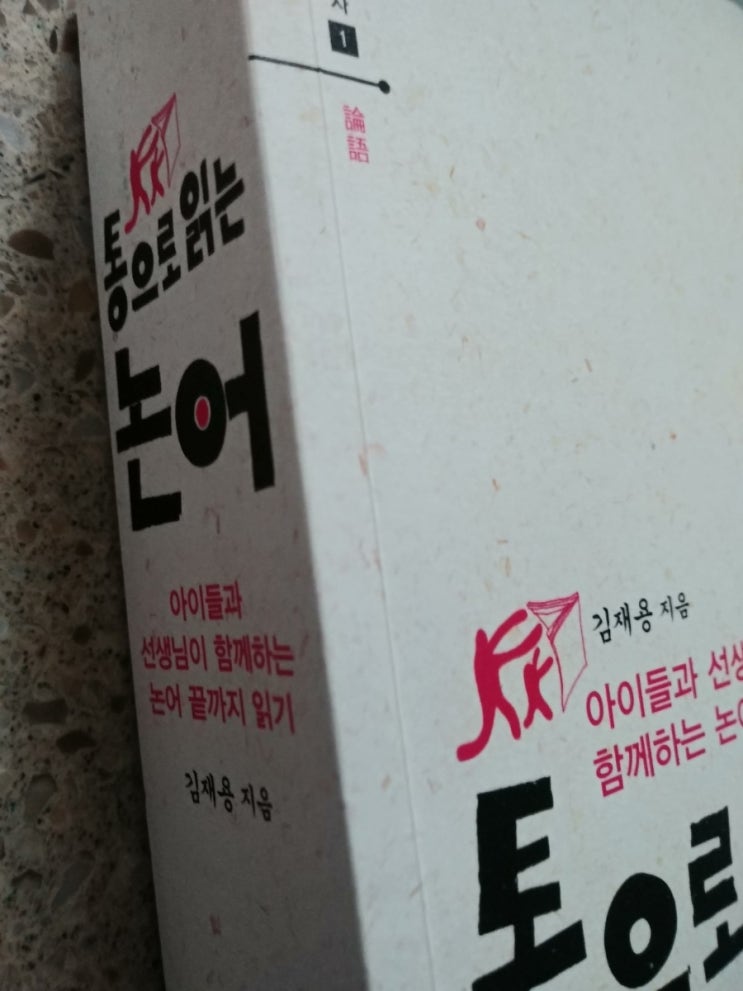 통으로읽는
논어
아이들과
선생님이 함께하는
논어 끝까지 읽기
김재용 지음
1
論語
김재용 지음
아이들과 선생
함께하는 논어
통으로